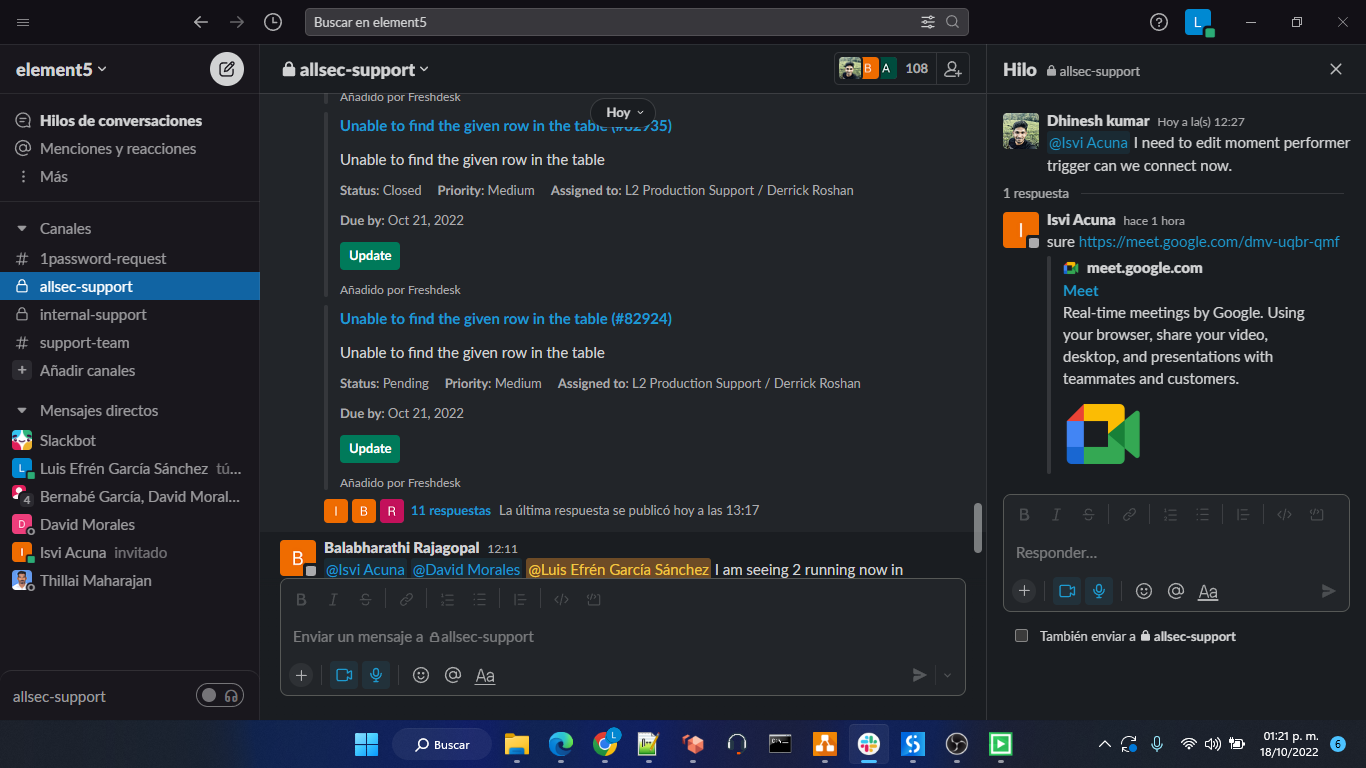 Buscar en element5
L
element5
Hilos de conversaciones
Menciones y reacciones
Más
Canales
1password-request
allsec-support
internal-support
support-team
Añadir canales
Mensajes directos
Slackbot
L Luis Efrén García Sánchez tú...
4 Bernabé García, David Moral...
D David Morales
I Isvi Acuna invitado
Thillai Maharajan
allsec-support
allsec-support
B A 108
Añadido por Freshdesk
Hoy
Unable to find the given row in the table (#82935)
Unable to find the given row in the table
Status: Closed Priority: Medium Assigned to: L2 Production Support / Derrick Roshan
Due by: Oct 21, 2022
Update
Añadido por Freshdesk
Unable to find the given row in the table (#82924)
Unable to find the given row in the table
Status: Pending Priority: Medium Assigned to: L2 Production Support / Derrick Roshan
Due by: Oct 21, 2022
Update
Añadido por Freshdesk
I B R 11 respuestas La última respuesta se publicó hoy a las 13:17
B Balabharathi Rajagopal 12:11
@Isvi Acuna @David Morales @Luis Efrén García Sánchez I am seeing 2 running now in
B I S
Enviar un mensaje a allsec-support
Aa
Hilo allsec-support
Dhinesh kumar Hoy a la(s) 12:27
@Isvi Acuna I need to edit moment performer
trigger can we connect now.
1 respuesta
I Isvi Acuna hace 1 hora
sure https://meet.google.com/dmv-uqbr-qmf
meet.google.com
Meet
Real-time meetings by Google. Using
your browser, share your video,
desktop, and presentations with
teammates and customers.
B I S
Responder...
Aa
También enviar a allsec-support
Buscar
L
01:21 p. m.
18/10/2022
6